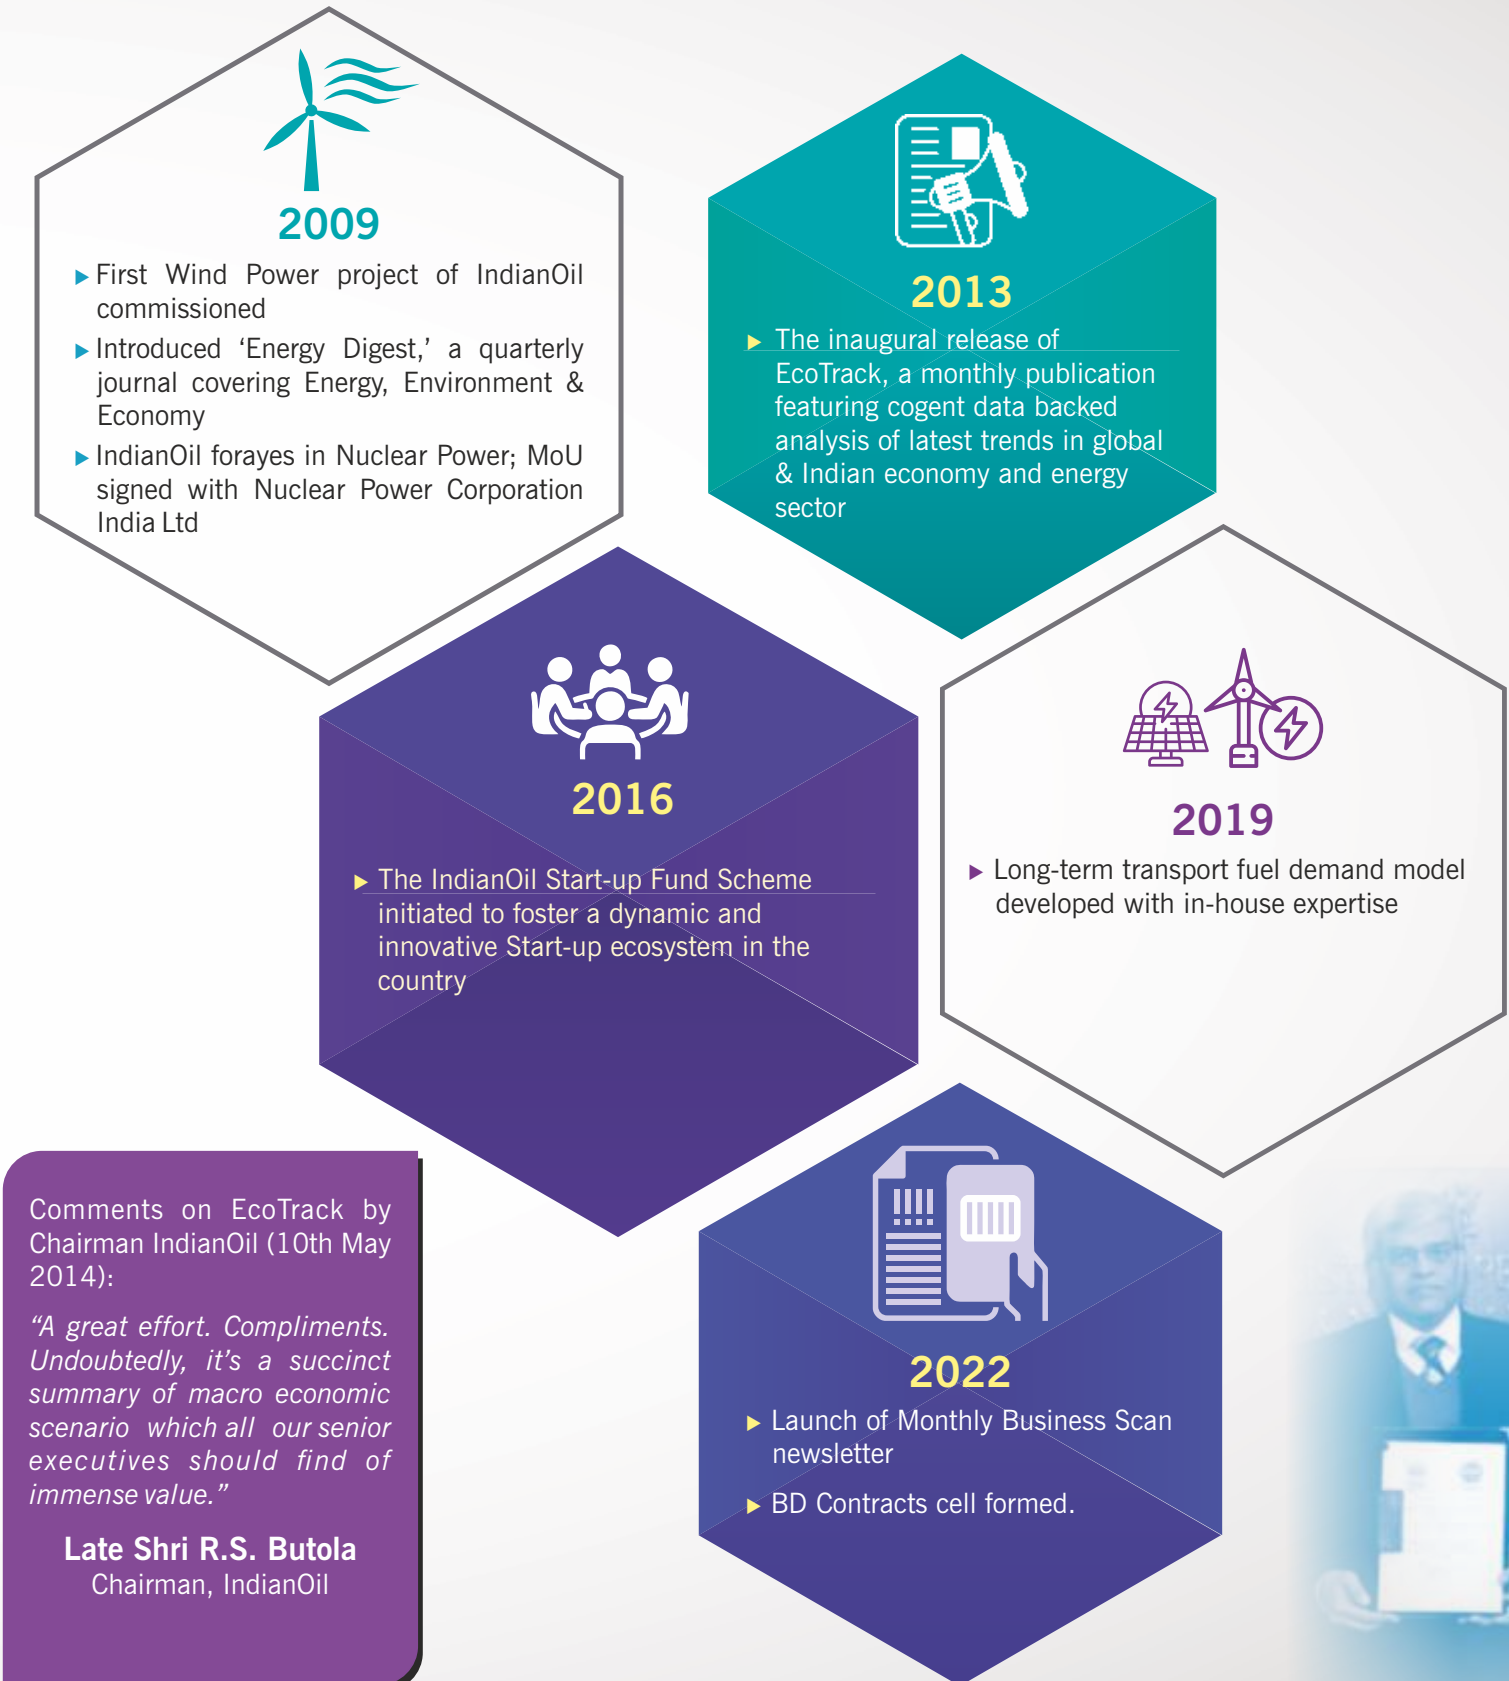 2009
▶ First Wind Power project of IndianOil
commissioned
▶ Introduced ‘Energy Digest,’ a quarterly
journal covering Energy, Environment &
Economy
▶ IndianOil forayes in Nuclear Power; MoU
signed with Nuclear Power Corporation
India Ltd
2013
▶ The inaugural release of
EcoTrack, a monthly publication
featuring cogent data backed
analysis of latest trends in global
& Indian economy and energy
sector
2016
▶ The IndianOil Start-up Fund Scheme
initiated to foster a dynamic and
innovative Start-up ecosystem in the
country
2019
▶ Long-term transport fuel demand model
developed with in-house expertise
Comments on EcoTrack by
Chairman IndianOil (10th May
2014):
“A great effort. Compliments.
Undoubtedly, it’s a succinct
summary of macro economic
scenario which all our senior
executives should find of
immense value.”
Late Shri R.S. Butola
Chairman, IndianOil
2022
▶ Launch of Monthly Business Scan
newsletter
▶ BD Contracts cell formed.